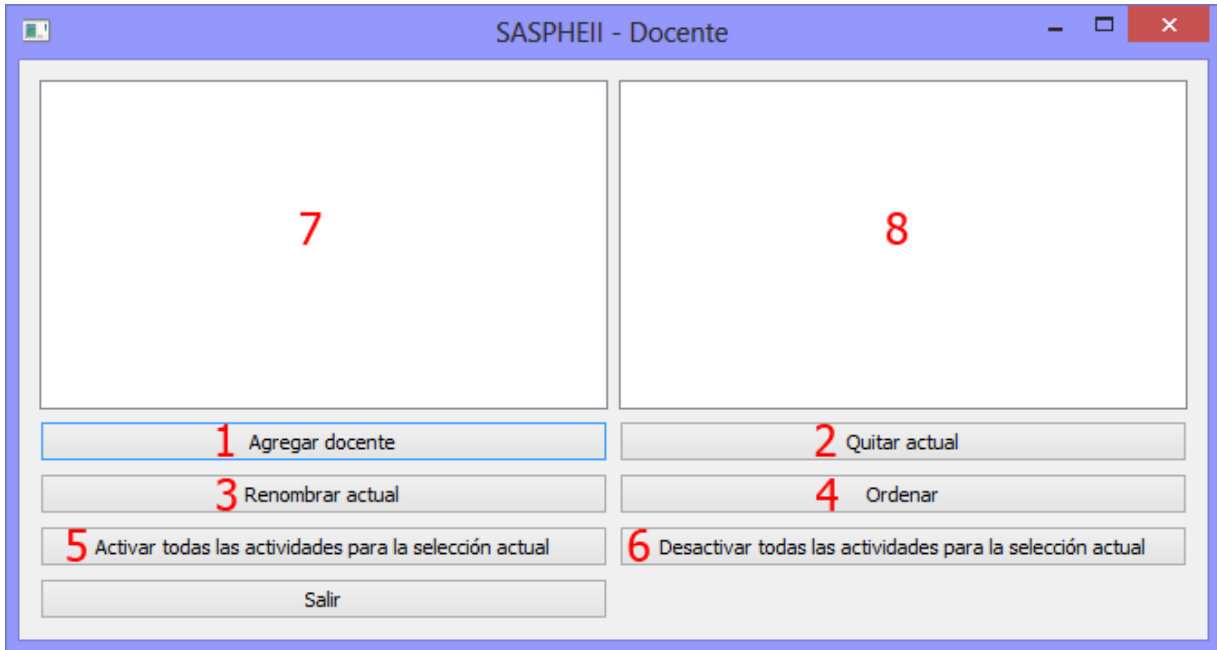 SASPHEII - Docente
7
8
1 Agregar docente
2 Quitar actual
3 Renombrar actual
4 Ordenar
5 Activar todas las actividades para la selección actual
6 Desactivar todas las actividades para la selección actual
Salir